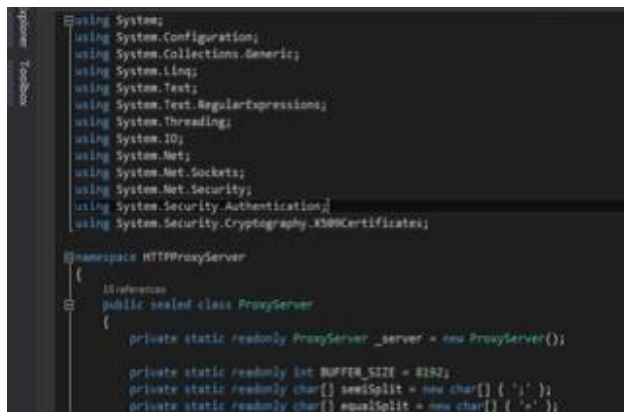 xplorer
Toolbox
using System;
using System.Configuration;
using System.Collections.Generic;
using System.Linq;
using System.Text;
using System.Text.RegularExpressions;
using System.Threading;
using System.IO;
using System.Net;
using System.Net.Sockets;
using System.Net.Security;
using System.Security.Authentication;
using System.Security.Cryptography.X509Certificates;
namespace HTTPProxyServer
{
references
public sealed class ProxyServer
{
private static readonly ProxyServer _server = new ProxyServer();
private static readonly int BUFFER_SIZE = 8192;
private static readonly char[] semiSplit = new char[] { ';' };
private static readonly char[] equalSplit = new char[] { '=' };